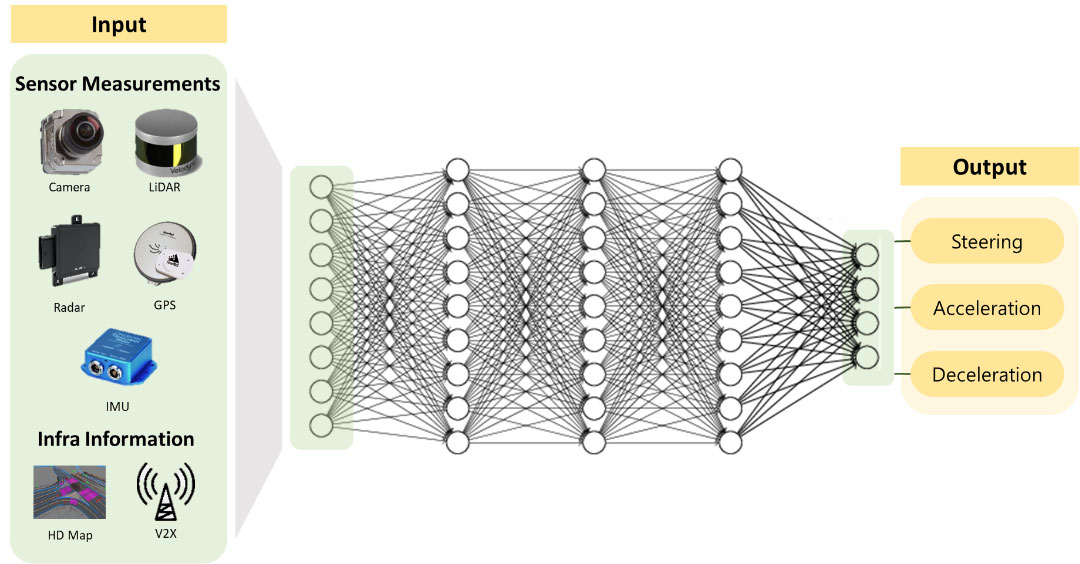 Input
Sensor Measurements
Camera
LiDAR
Radar
GPS
IMU
Infra Information
HD Map
V2X
Output
Steering
Acceleration
Deceleration